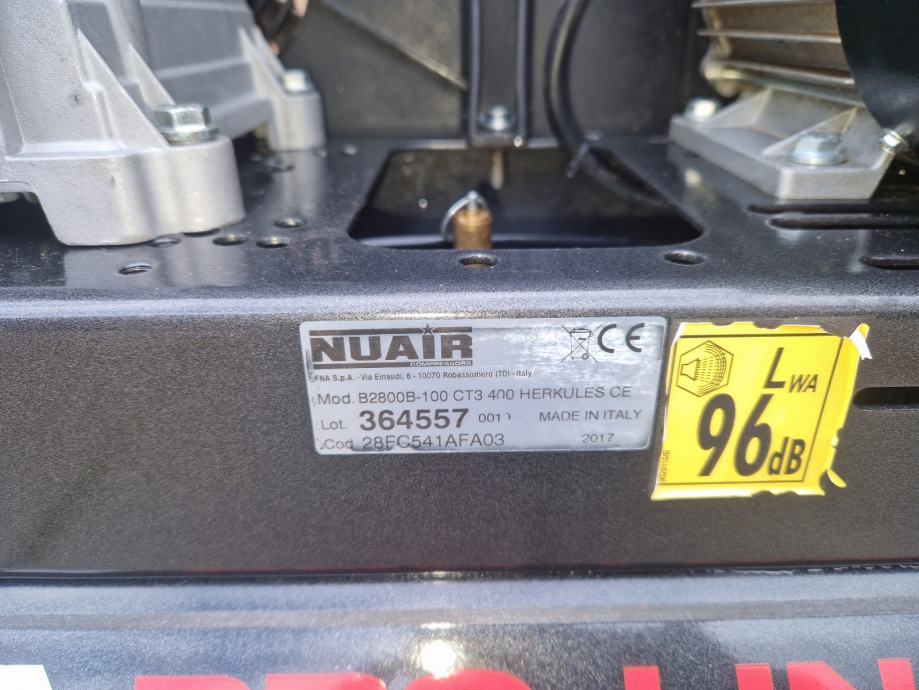 NUAIR
COMPRESSORS
CE
FNA S.p.A. - Via Einaudi, 6 - 10070 Robassomero (TO) - Italy
Mod. B2800B-100 CT3 400 HERKULES CE
Lot. 364557 MADE IN ITALY
Cod. 28FC541AFA03 2017
LWA
96dB